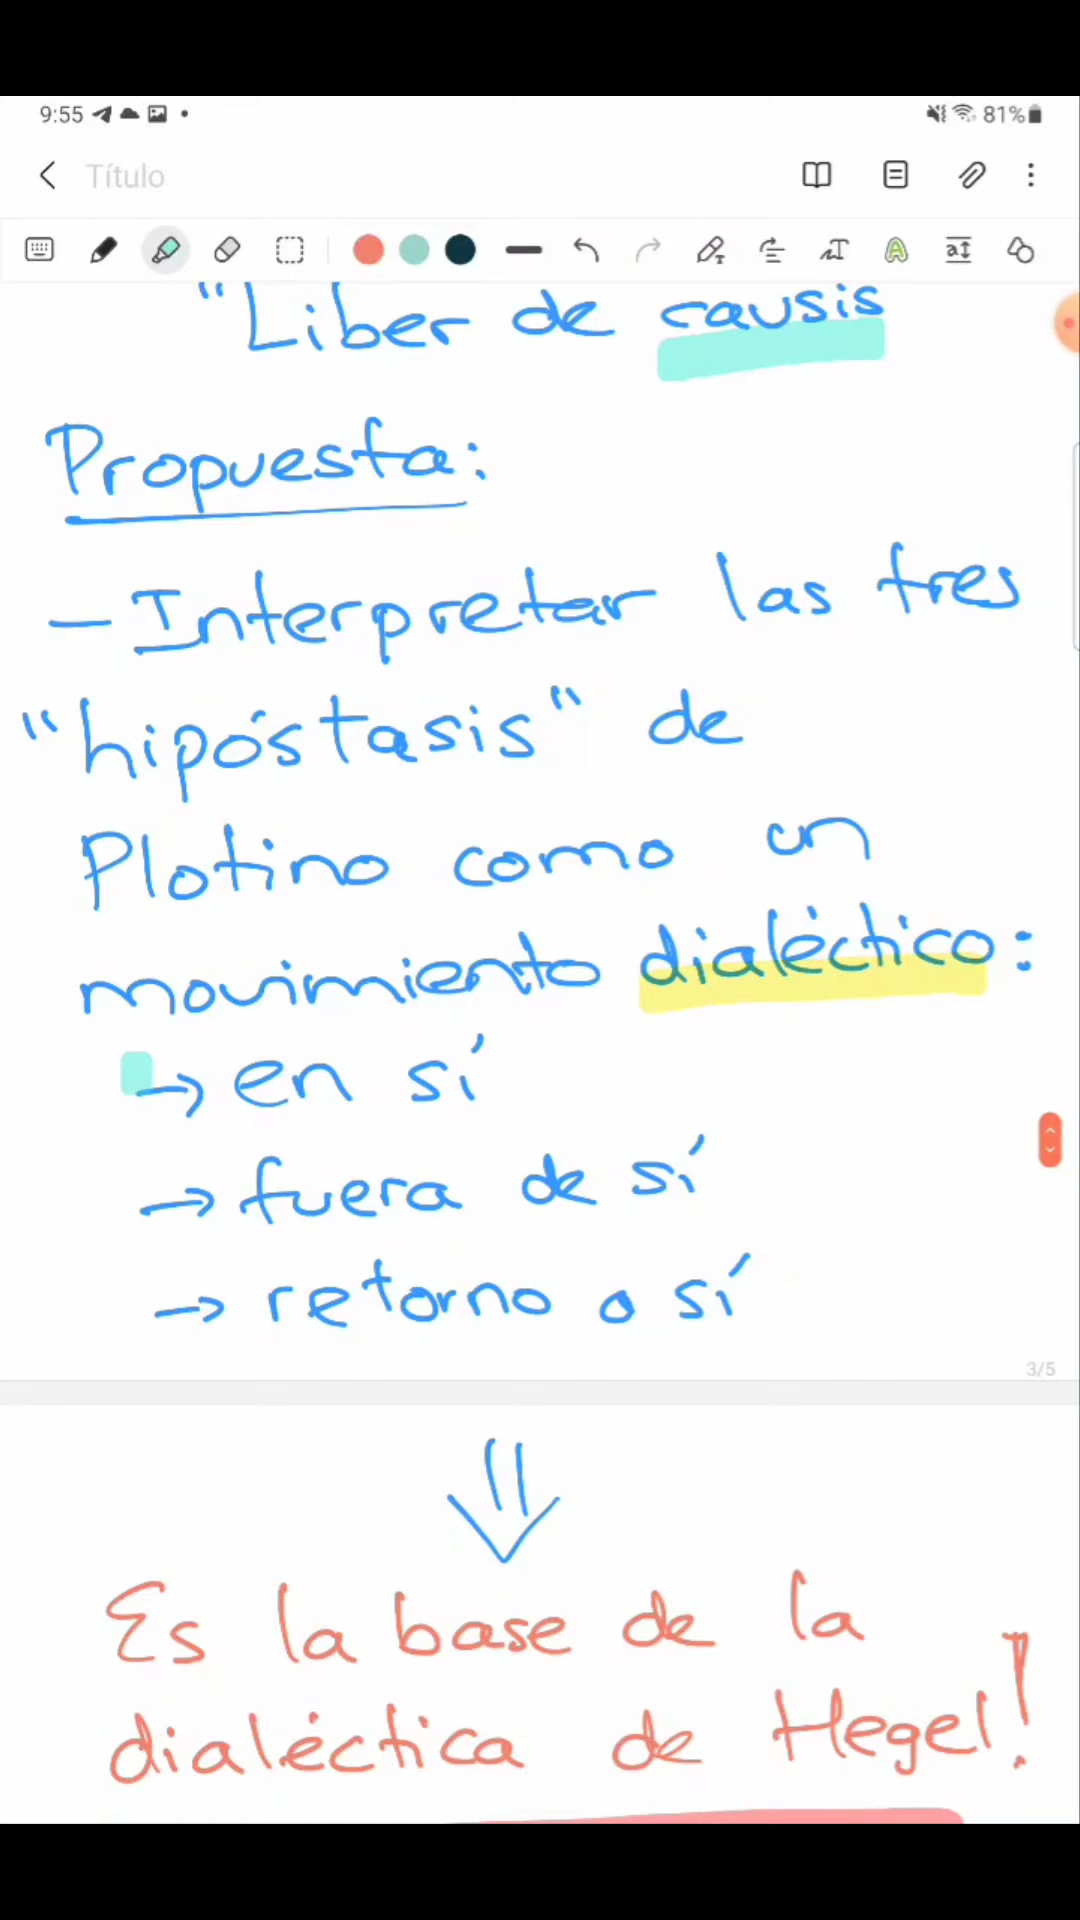 9:55
81%
Título
"Liber de causis
Propuesta:
- Interpretar las tres
"hipóstasis" de
Plotino como un
movimiento dialéctico:
→ en sí
→ fuera de sí
→ retorno a sí
3/5
Es la base de la
dialéctica de Hegel!